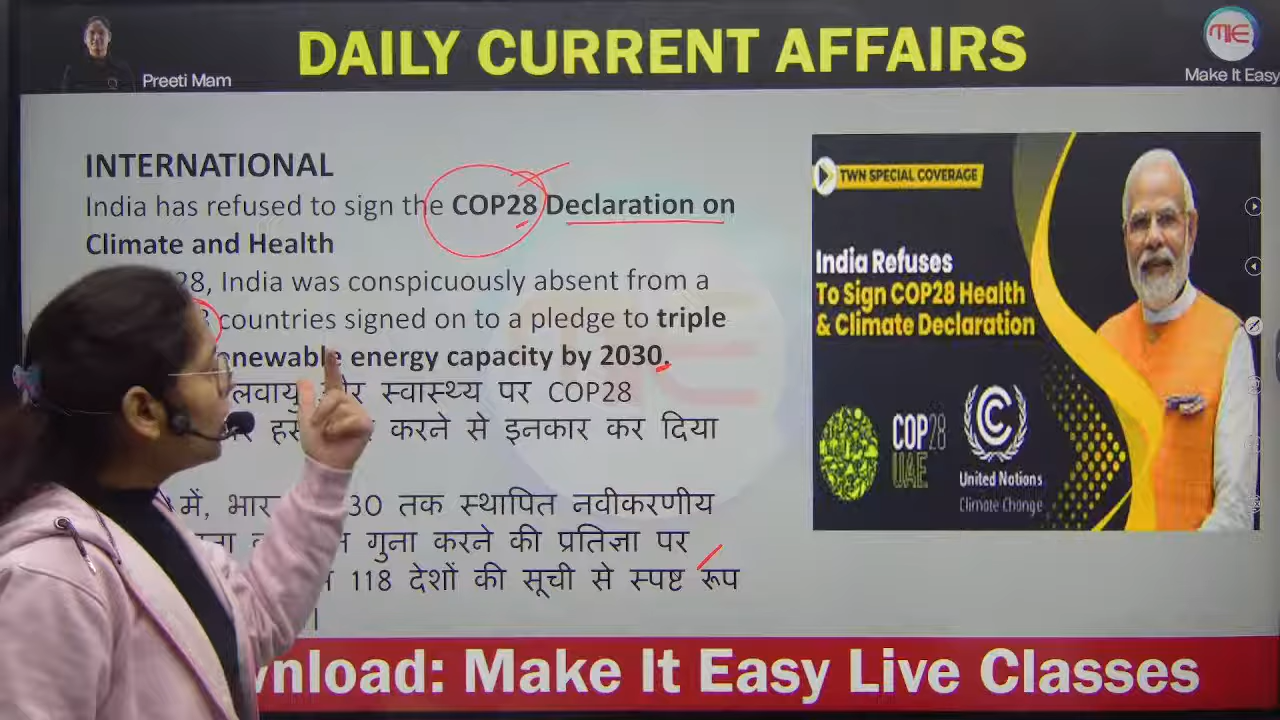 DAILY CURRENT AFFAIRS
Preeti Mam
Make It Easy
INTERNATIONAL
India has refused to sign the COP28 Declaration on
Climate and Health
28, India was conspicuously absent from a
countries signed on to a pledge to triple
energy capacity by 2030.
स्वास्थ्य पर COP28
करने से इनकार कर दिया
में, 30 तक स्थापित नवीकरणीय
गुना करने की प्रतिज्ञा पर
118 देशों की सूची से स्पष्ट रूप
।
TWN SPECIAL COVERAGE
India Refuses
To Sign COP28 Health
& Climate Declaration
COP28
UAE
United Nations
Climate Change
Make It Easy Live Classes